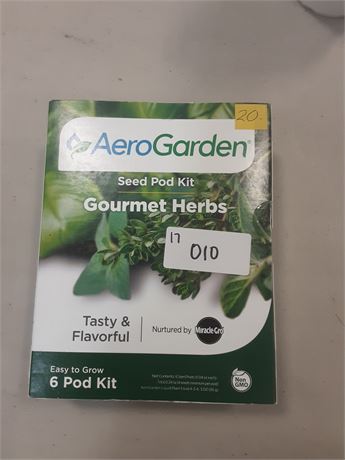 20.-
AeroGarden®
Seed Pod Kit
Gourmet Herbs
17
010
Tasty &
Flavorful
Nurtured by Miracle-Gro
Easy to Grow
6 Pod Kit
Non
GMO